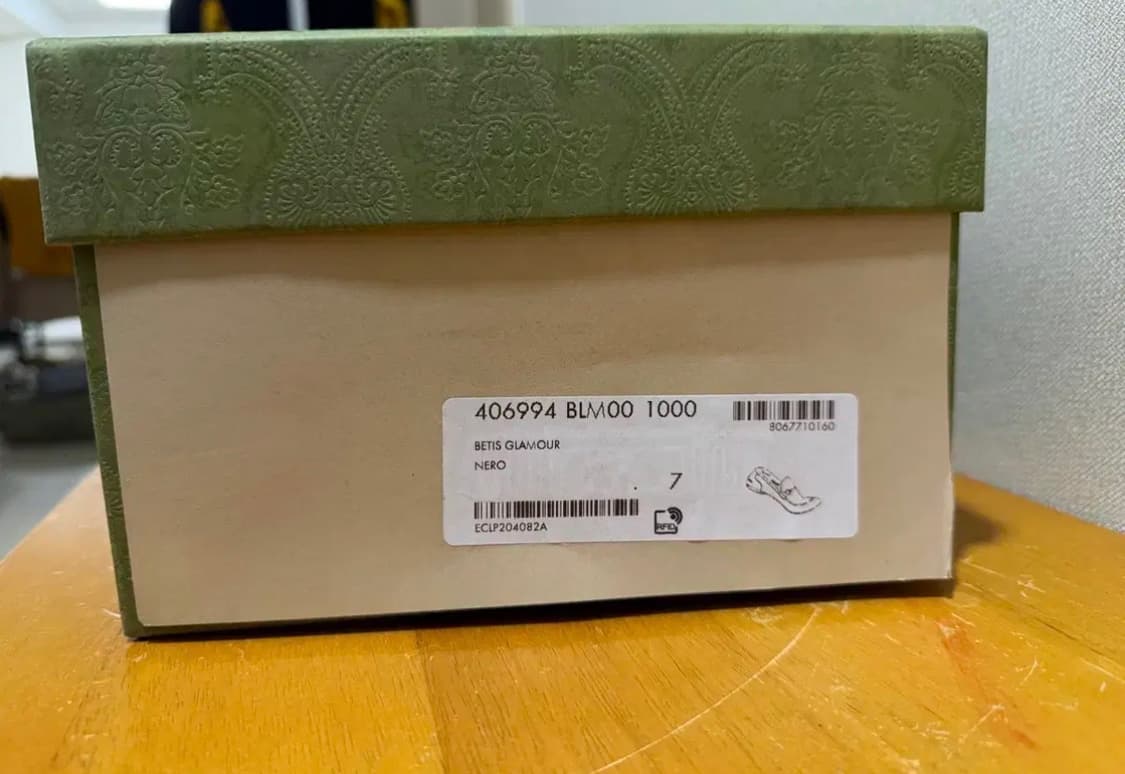 406994 BLM00 1000
8067710160
BETIS GLAMOUR
NERO
. 7
ECLP204082A
RFID